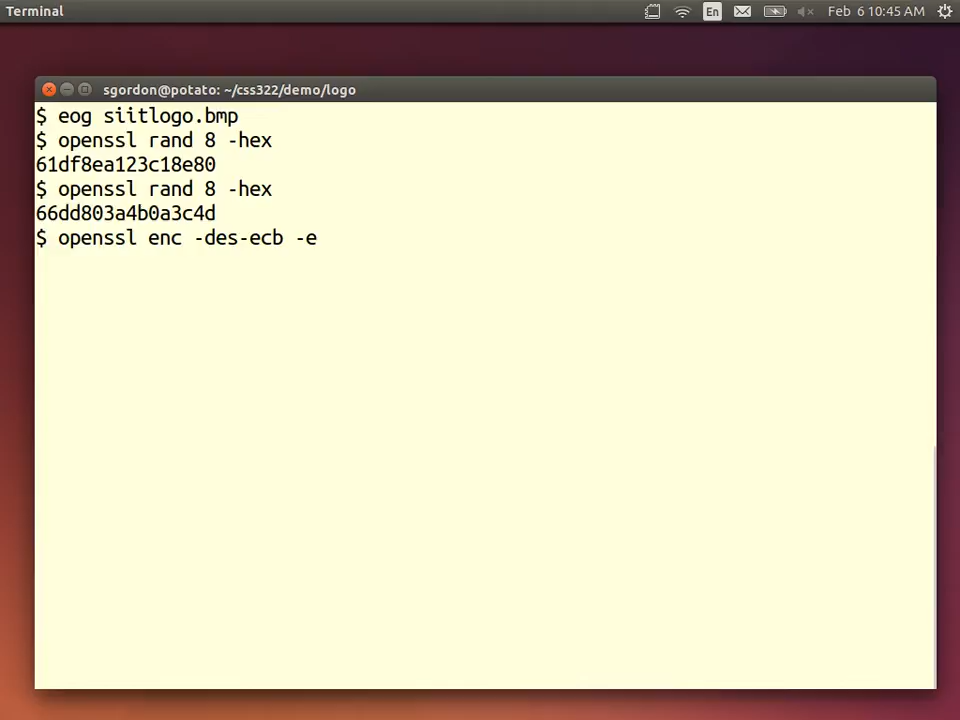 Terminal
En
Feb 6 10:45 AM
sgordon@potato: ~/css322/demo/logo
$ eog siitlogo.bmp
$ openssl rand 8 -hex
61df8ea123c18e80
$ openssl rand 8 -hex
66dd803a4b0a3c4d
$ openssl enc -des-ecb -e